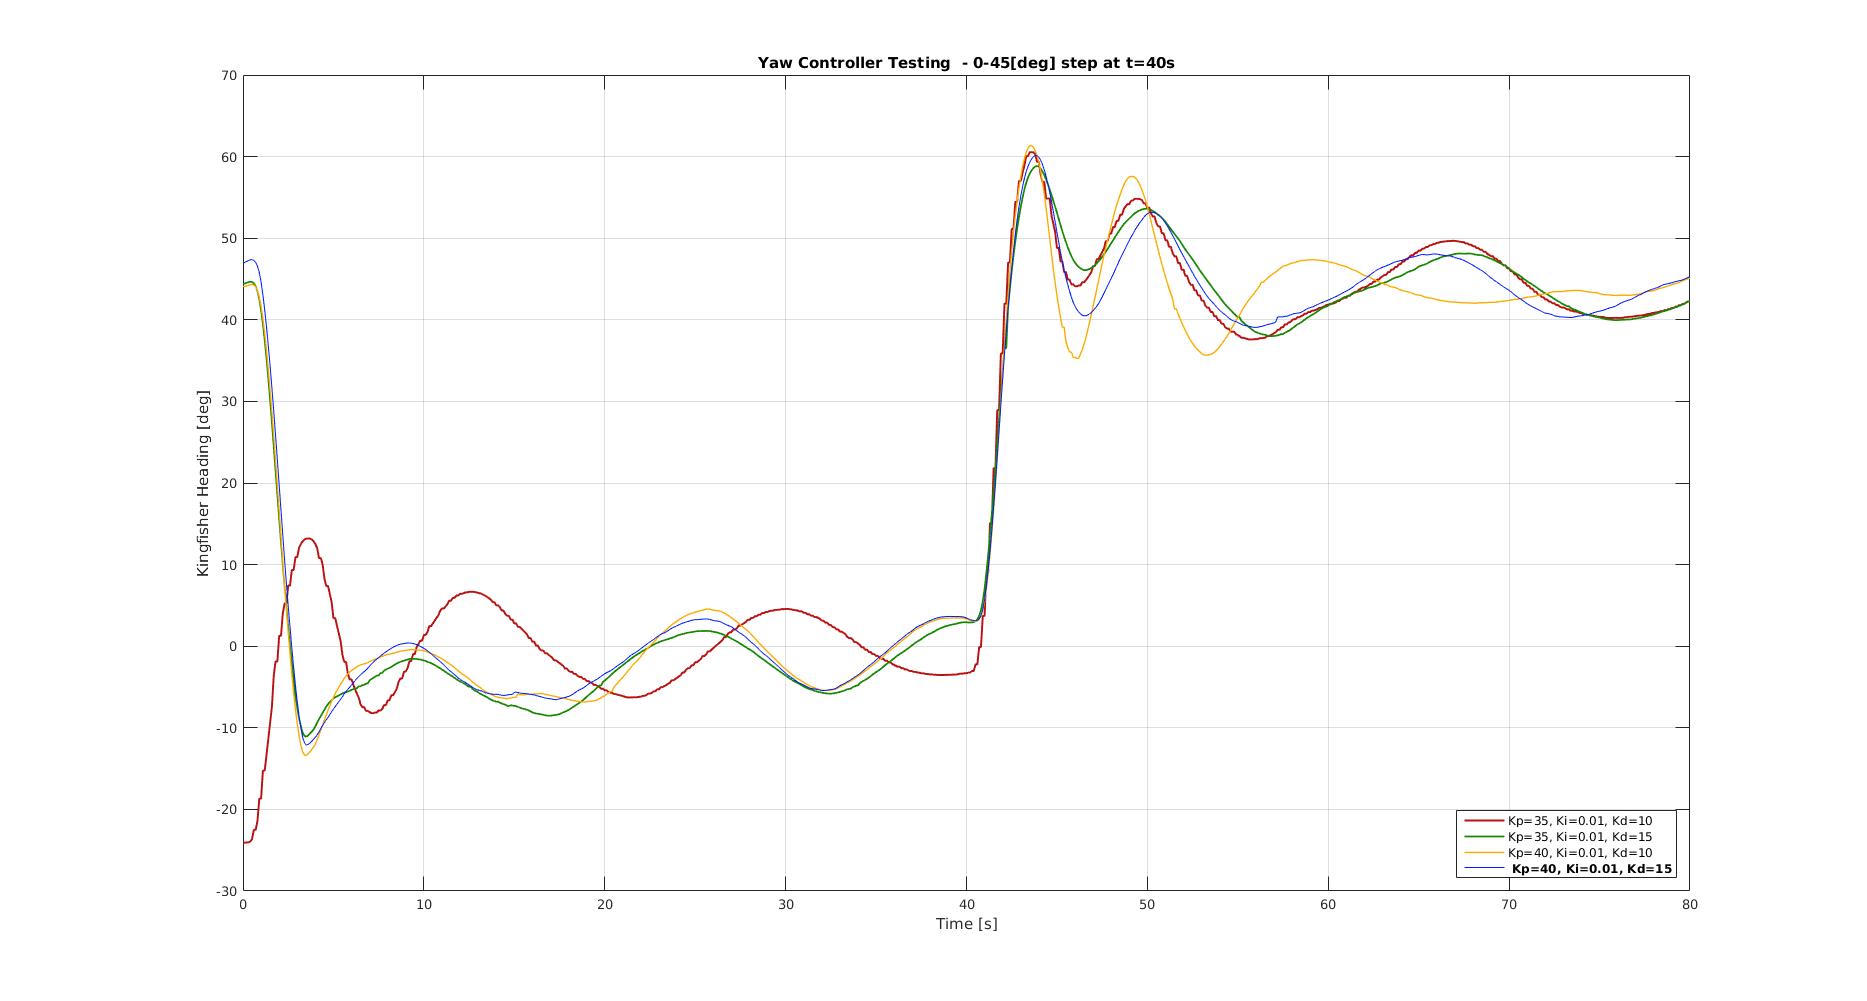 Yaw Controller Testing - 0-45[deg] step at t=40s
70
60
50
40
30
20
10
0
-10
-20
-30
Kingfisher Heading [deg]
Kp=35, Ki=0.01, Kd=10
Kp=35, Ki=0.01, Kd=15
Kp=40, Ki=0.01, Kd=10
Kp=40, Ki=0.01, Kd=15
0 10 20 30 40 50 60 70 80
Time [s]